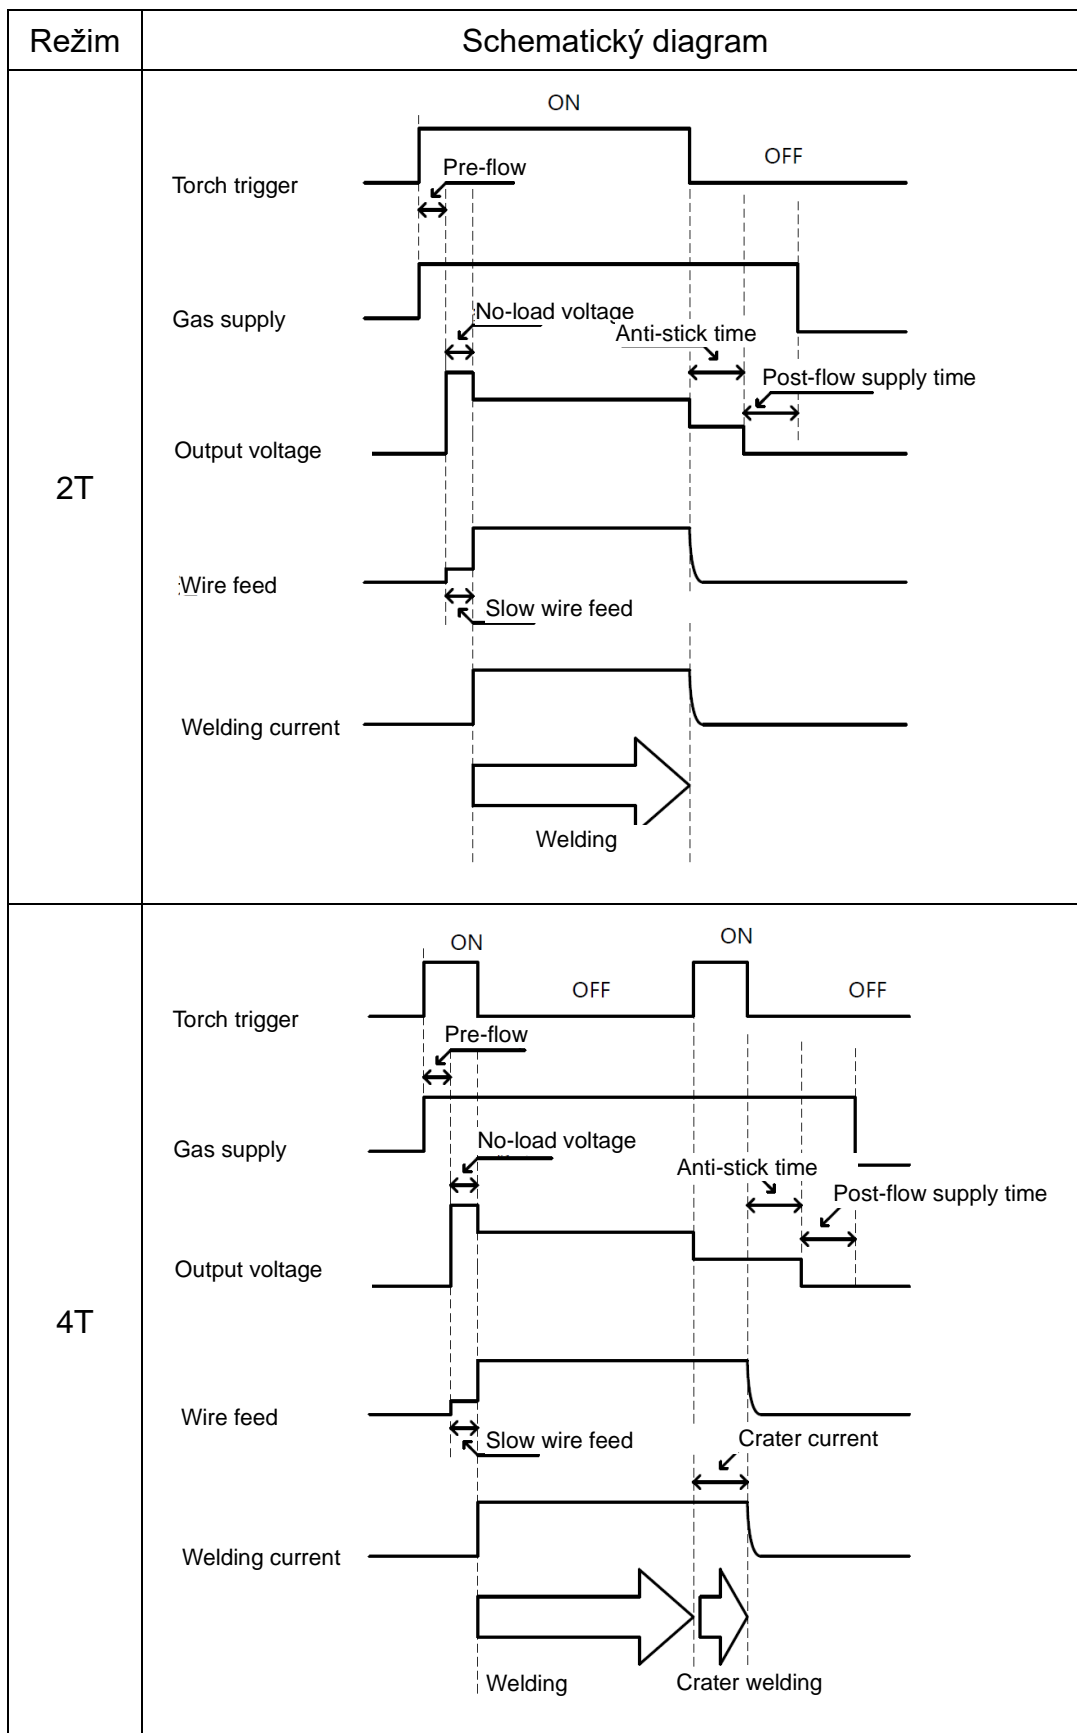 Režim
Schematický diagram
2T
ON
OFF
Torch trigger
Pre-flow
Gas supply
No-load voltage
Anti-stick time
Post-flow supply time
Output voltage
Wire feed
Slow wire feed
Welding current
Welding
4T
ON
ON
OFF
OFF
Torch trigger
Pre-flow
Gas supply
No-load voltage
Anti-stick time
Post-flow supply time
Output voltage
Wire feed
Slow wire feed
Crater current
Welding current
Welding
Crater welding